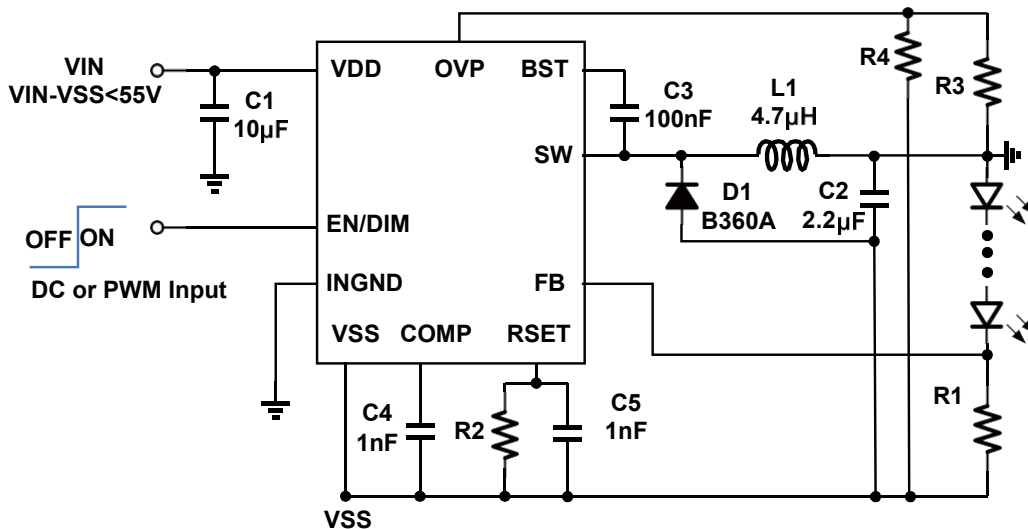 VIN
VIN-VSS<55V
C1
10µF
OFF ON
DC or PWM Input
VDD
OVP
BST
SW
EN/DIM
INGND
FB
VSS
COMP
RSET
C3
100nF
L1
4.7µH
R4
R3
D1
B360A
C2
2.2µF
R1
C4
1nF
R2
C5
1nF
VSS